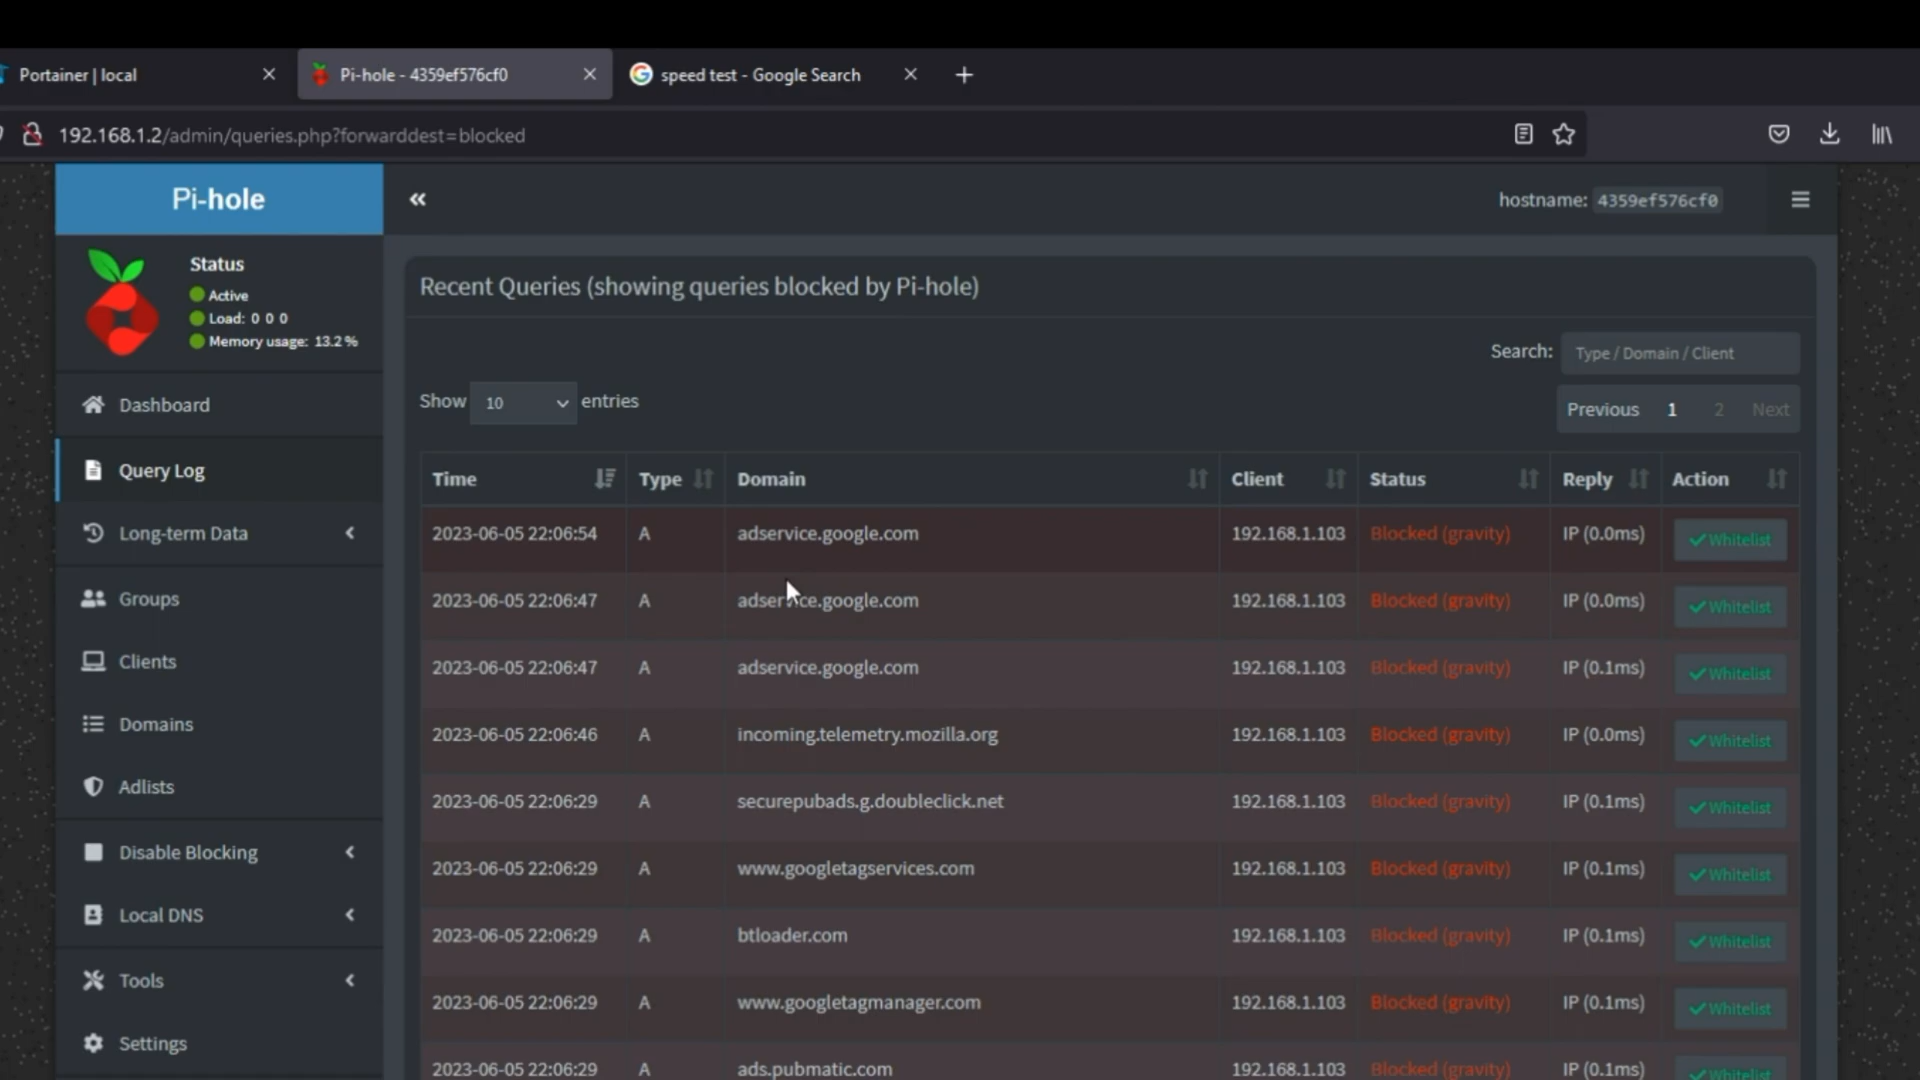 Portainer | local
Pi-hole - 4359ef576cf0
speed test - Google Search
192.168.1.2/admin/queries.php?forwarddest=blocked
Pi-hole
hostname: 4359ef576cf0
Status
Active
Load: 0 0 0
Memory usage: 13.2 %
Dashboard
Query Log
Long-term Data
Groups
Clients
Domains
Adlists
Disable Blocking
Local DNS
Tools
Settings
Recent Queries (showing queries blocked by Pi-hole)
Search: Type / Domain / Client
Show 10 entries
Previous 1 2 Next
Time Type Domain Client Status Reply Action
2023-06-05 22:06:54 A adservice.google.com 192.168.1.103 Blocked (gravity) IP (0.0ms) Whitelist
2023-06-05 22:06:47 A adservice.google.com 192.168.1.103 Blocked (gravity) IP (0.0ms) Whitelist
2023-06-05 22:06:47 A adservice.google.com 192.168.1.103 Blocked (gravity) IP (0.1ms) Whitelist
2023-06-05 22:06:46 A incoming.telemetry.mozilla.org 192.168.1.103 Blocked (gravity) IP (0.0ms) Whitelist
2023-06-05 22:06:29 A securepubads.g.doubleclick.net 192.168.1.103 Blocked (gravity) IP (0.1ms) Whitelist
2023-06-05 22:06:29 A www.googletagservices.com 192.168.1.103 Blocked (gravity) IP (0.1ms) Whitelist
2023-06-05 22:06:29 A btloader.com 192.168.1.103 Blocked (gravity) IP (0.1ms) Whitelist
2023-06-05 22:06:29 A www.googletagmanager.com 192.168.1.103 Blocked (gravity) IP (0.1ms) Whitelist
2023-06-05 22:06:29 A ads.pubmatic.com 192.168.1.103 Blocked (gravity) IP (0.1ms) Whitelist